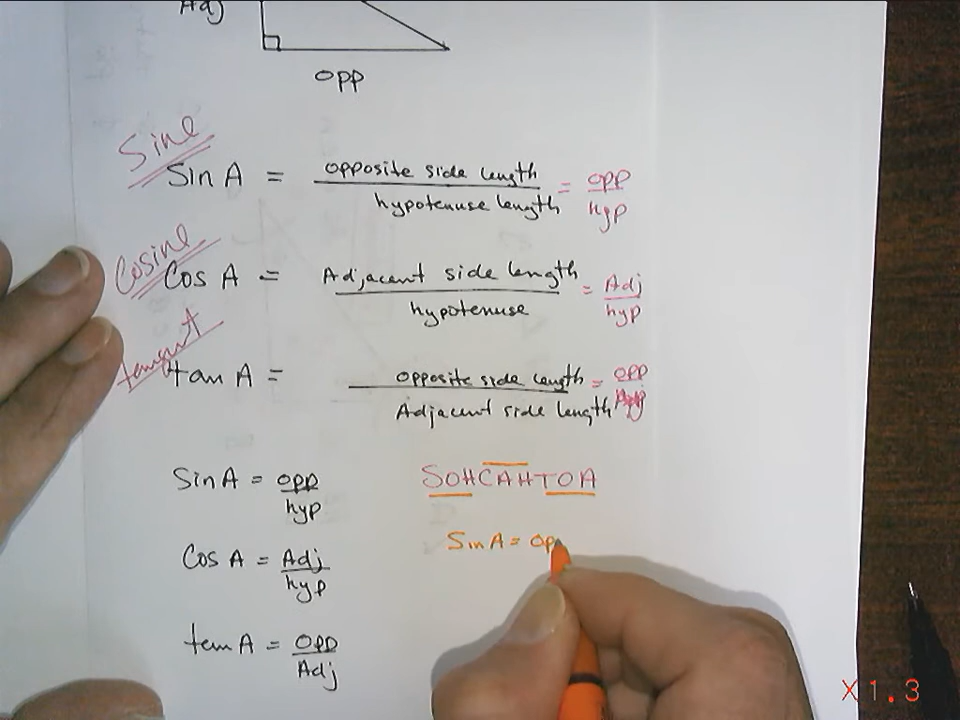 Adj
opp
Sine
Sin A = opposite side length / hypotenuse length = opp / hyp
Cosine
Cos A = Adjacent side length / hypotenuse = Adj / hyp
tangent
tan A = opposite side length / Adjacent side length = opp
Sin A = opp / hyp
SOHCAHTOA
Sin A = Op
Cos A = Adj / hyp
tan A = opp / Adj
X1.3